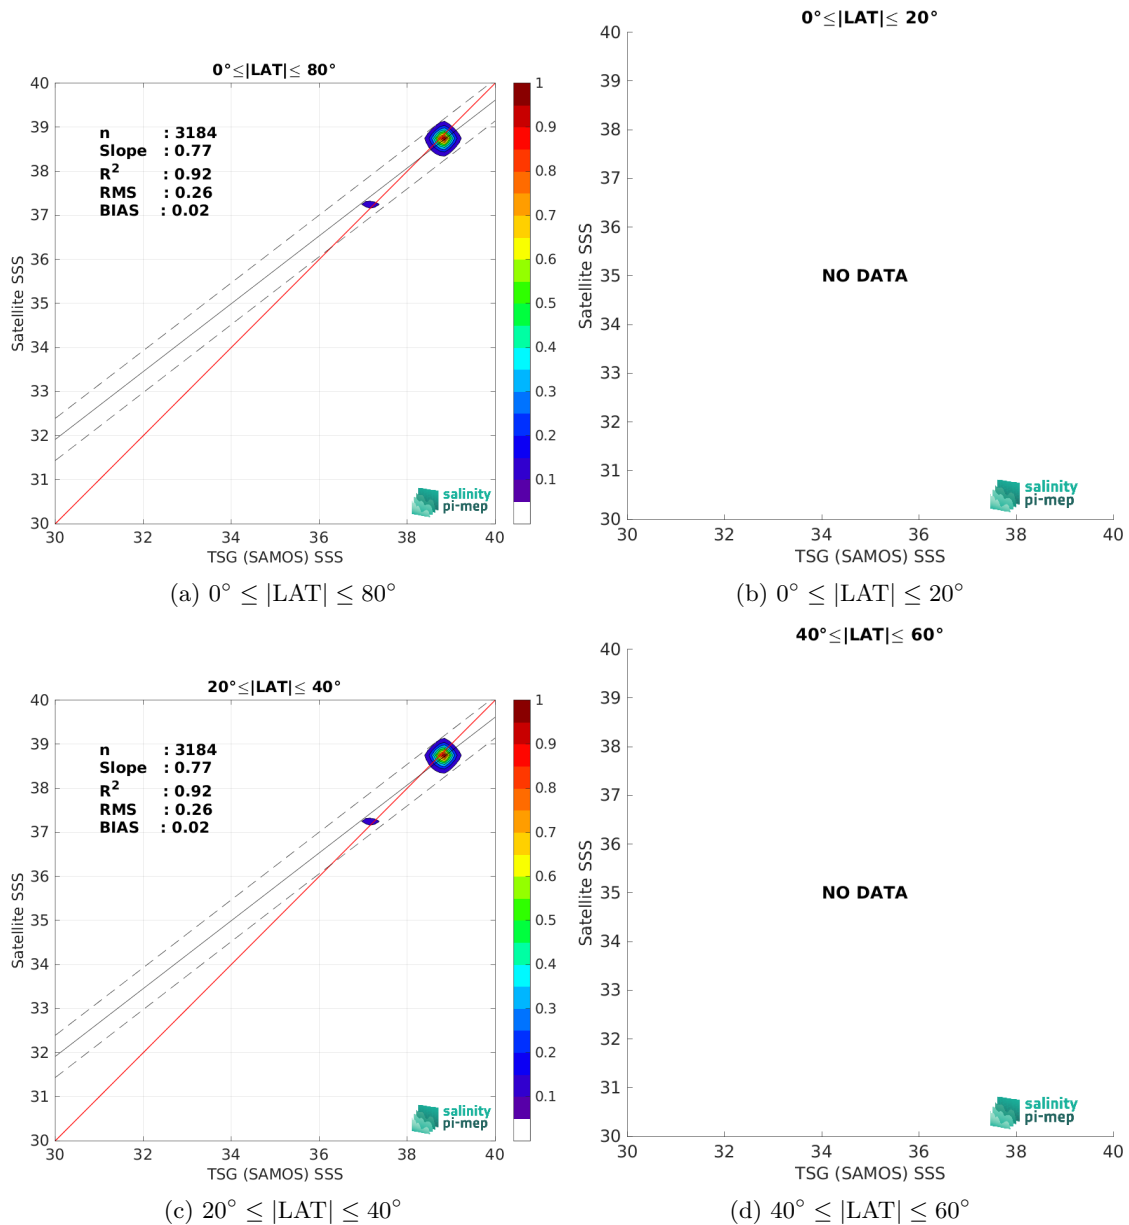 0°≤|LAT|≤ 80°
40
39
38
37
36
35
34
33
32
31
30
30
32
34
36
38
40
Satellite SSS
TSG (SAMOS) SSS
n : 3184
Slope : 0.77
R² : 0.92
RMS : 0.26
BIAS : 0.02
1
0.9
0.8
0.7
0.6
0.5
0.4
0.3
0.2
0.1
salinity
pi-mep
(a) 0° ≤ |LAT| ≤ 80°
0°≤|LAT|≤ 20°
40
39
38
37
36
35
34
33
32
31
30
30
32
34
36
38
40
Satellite SSS
TSG (SAMOS) SSS
NO DATA
salinity
pi-mep
(b) 0° ≤ |LAT| ≤ 20°
20°≤|LAT|≤ 40°
40
39
38
37
36
35
34
33
32
31
30
30
32
34
36
38
40
Satellite SSS
TSG (SAMOS) SSS
n : 3184
Slope : 0.77
R² : 0.92
RMS : 0.26
BIAS : 0.02
1
0.9
0.8
0.7
0.6
0.5
0.4
0.3
0.2
0.1
salinity
pi-mep
(c) 20° ≤ |LAT| ≤ 40°
40°≤|LAT|≤ 60°
40
39
38
37
36
35
34
33
32
31
30
30
32
34
36
38
40
Satellite SSS
TSG (SAMOS) SSS
NO DATA
salinity
pi-mep
(d) 40° ≤ |LAT| ≤ 60°